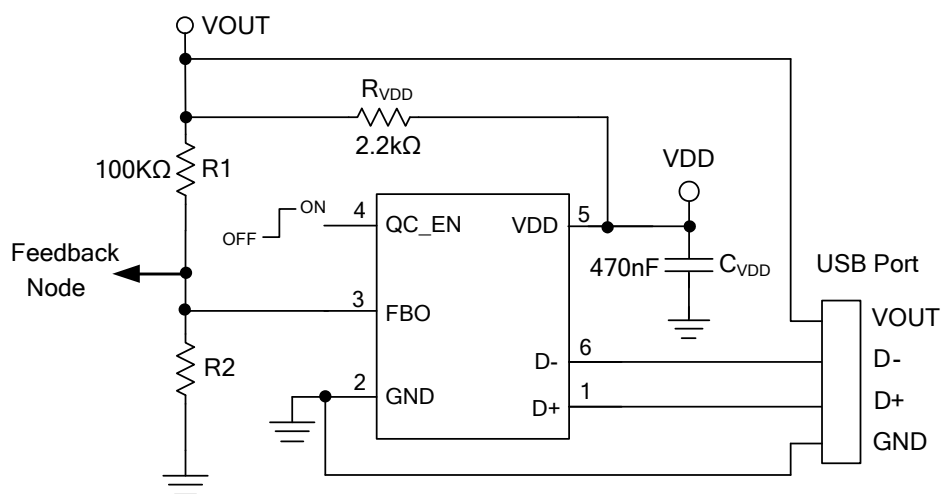 VOUT
RVDD
2.2kΩ
100KΩ R1
VDD
ON
OFF
4 QC_EN
VDD 5
470nF CVDD
USB Port
Feedback
Node
3 FBO
VOUT
R2
D- 6
D-
2 GND
D+ 1
D+
GND